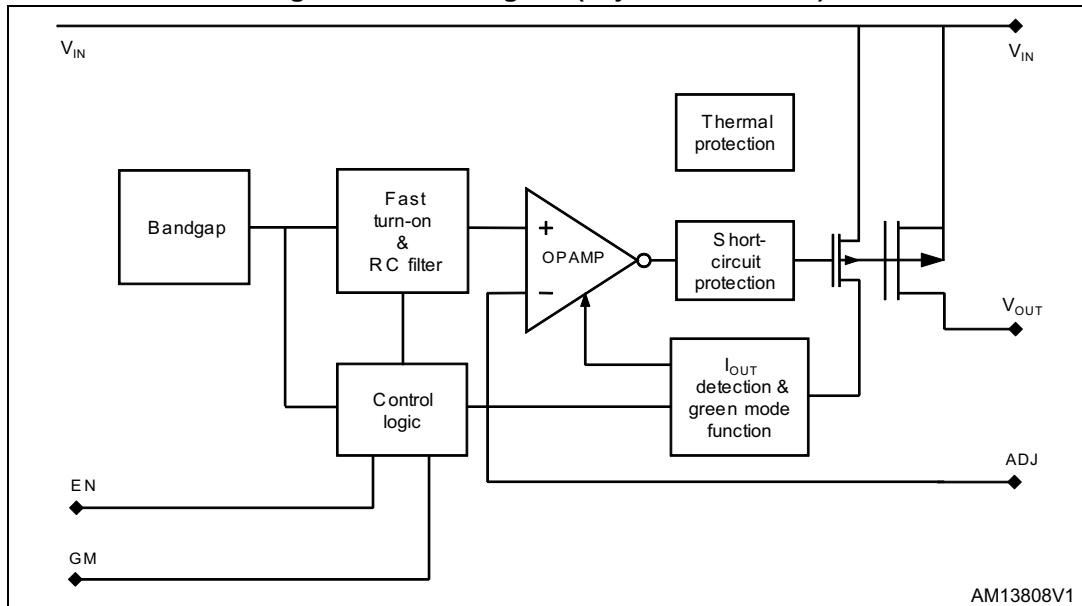 V_IN
V_IN
Thermal
protection
Bandgap
Fast
turn-on
&
RC filter
+
OPAMP
−
Short-
circuit
protection
V_OUT
I_OUT
detection &
green mode
function
Control
logic
ADJ
EN
GM
AM13808V1